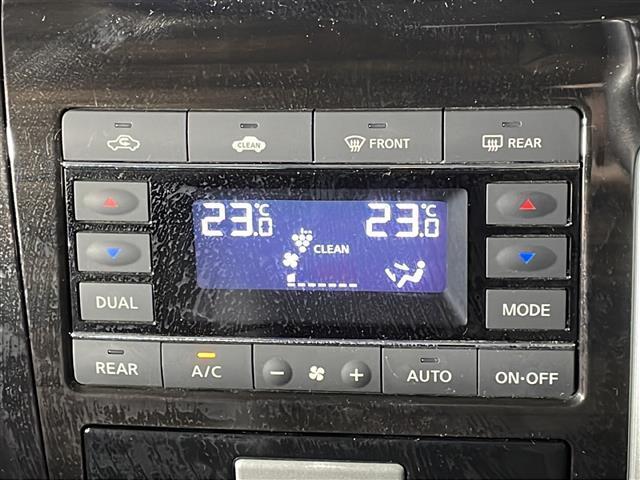 CLEAN FRONT REAR
23.0°C 23.0°C
CLEAN
DUAL MODE
REAR A/C − + AUTO ON·OFF